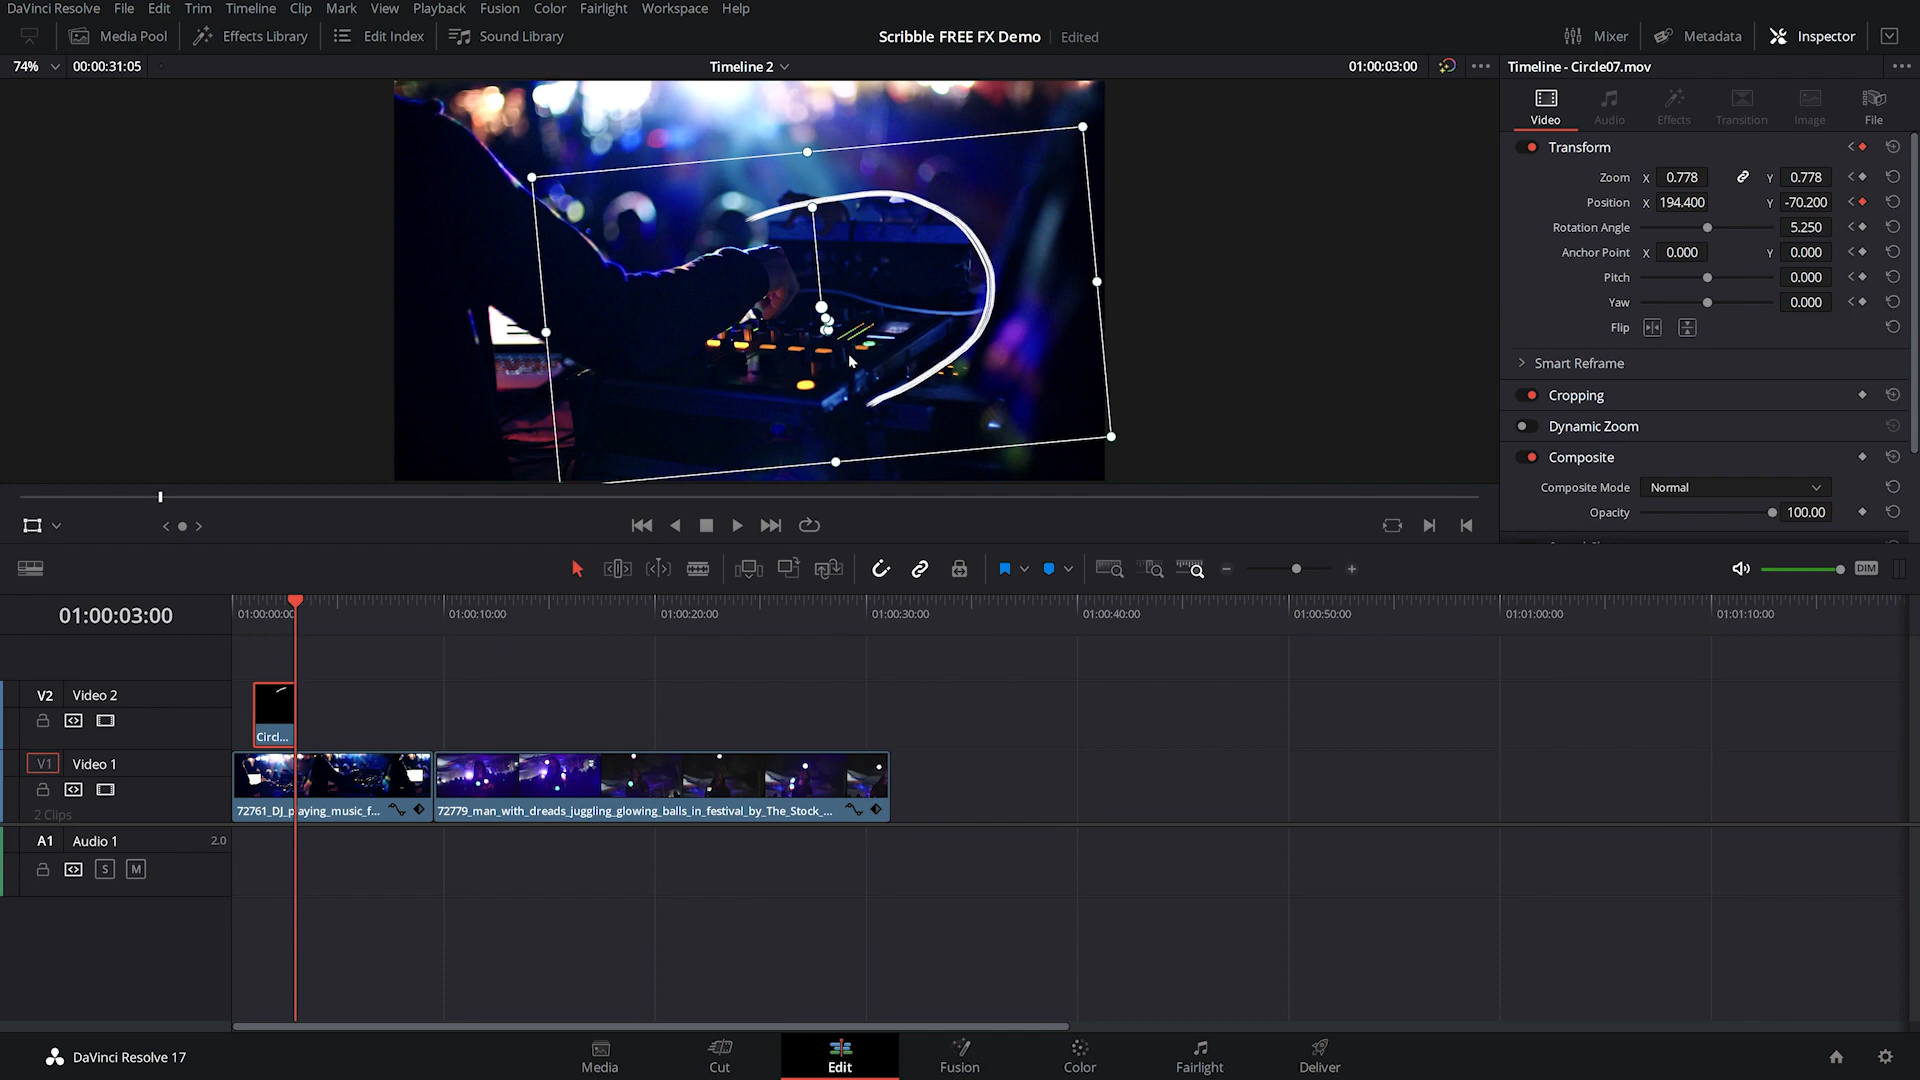 DaVinci Resolve File Edit Trim Timeline Clip Mark View Playback Fusion Color Fairlight Workspace Help
Media Pool Effects Library Edit Index Sound Library Scribble FREE FX Demo Edited Mixer Metadata Inspector
74% 00:00:31:05 Timeline 2 01:00:03:00 Timeline - Circle07.mov
Video Audio Effects Transition Image File
Transform
Zoom X 0.778 Y 0.778
Position X 194.400 Y -70.200
Rotation Angle 5.250
Anchor Point X 0.000 Y 0.000
Pitch 0.000
Yaw 0.000
Flip
Smart Reframe
Cropping
Dynamic Zoom
Composite
Composite Mode Normal
Opacity 100.00
DIM
01:00:03:00 01:00:00:00 01:00:10:00 01:00:20:00 01:00:30:00 01:00:40:00 01:00:50:00 01:01:00:00 01:01:10:00
V2 Video 2
Circl...
V1 Video 1
2 Clips
72761_DJ_playing_music_f... 72779_man_with_dreads_juggling_glowing_balls_in_festival_by_The_Stock_...
A1 Audio 1 2.0
S M
DaVinci Resolve 17 Media Cut Edit Fusion Color Fairlight Deliver